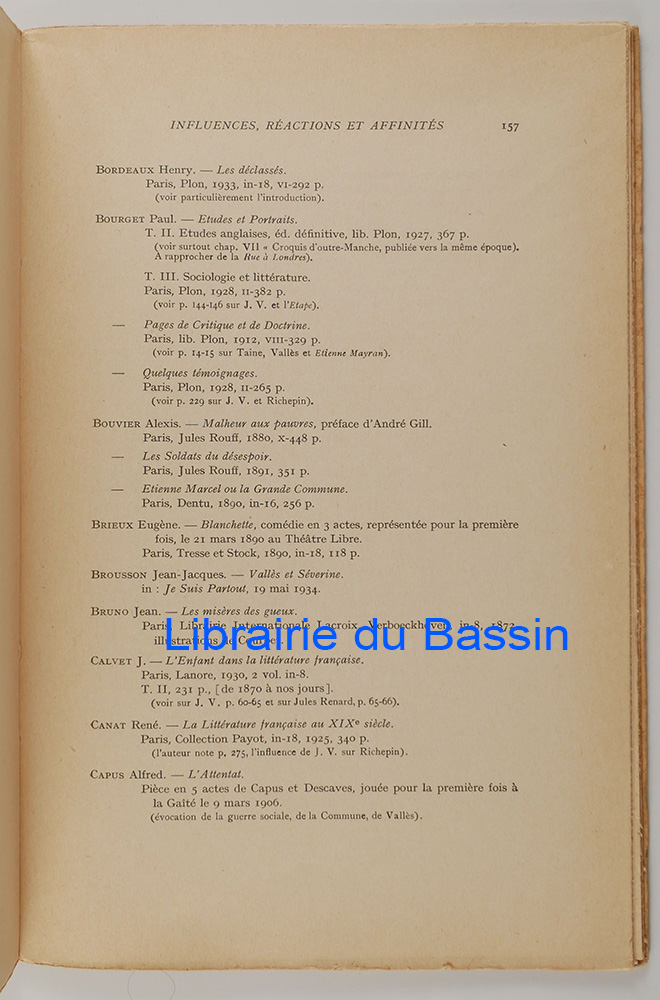 INFLUENCES, RÉACTIONS ET AFFINITÉS 157
BORDEAUX Henry. — Les déclassés.
Paris, Plon, 1933, in-18, VI-292 p.
(voir particulièrement l'introduction).
BOURGET Paul. — Etudes et Portraits.
T. II. Etudes anglaises, éd. définitive, lib. Plon, 1927, 367 p.
(voir surtout chap. VII « Croquis d'outre-Manche, publiée vers la même époque).
A rapprocher de la Rue à Londres).
T. III. Sociologie et littérature.
Paris, Plon, 1928, II-382 p.
(voir p. 144-146 sur J. V. et l'Etape).
— Pages de Critique et de Doctrine.
Paris, lib. Plon, 1912, VIII-329 p.
(voir p. 14-15 sur Taine, Vallès et Etienne Mayran).
— Quelques témoignages.
Paris, Plon, 1928, II-265 p.
(voir p. 229 sur J. V. et Richepin).
BOUVIER Alexis. — Malheur aux pauvres, préface d'André Gill.
Paris, Jules Rouff, 1880, X-448 p.
— Les Soldats du désespoir.
Paris, Jules Rouff, 1891, 351 p.
— Etienne Marcel ou la Grande Commune.
Paris, Dentu, 1890, in-16, 256 p.
BRIEUX Eugène. — Blanchette, comédie en 3 actes, représentée pour la première
fois, le 21 mars 1890 au Théâtre Libre.
Paris, Tresse et Stock, 1890, in-18, 118 p.
BROUSSON Jean-Jacques. — Vallès et Séverine.
in : Je Suis Partout, 19 mai 1934.
BRUNO Jean. — Les misères des gueux.
Paris, Librairie Internationale Lacroix, Verboeckhoven, in-8, 1872
illustrations de Courbet.
Librairie du Bassin
CALVET J. — L'Enfant dans la littérature française.
Paris, Lanore, 1930, 2 vol. in-8.
T. II, 231 p., [de 1870 à nos jours].
(voir sur J. V. p. 60-65 et sur Jules Renard, p. 65-66).
CANAT René. — La Littérature française au XIXe siècle.
Paris, Collection Payot, in-18, 1925, 340 p.
(l'auteur note p. 275, l'influence de J. V. sur Richepin).
CAPUS Alfred. — L'Attentat.
Pièce en 5 actes de Capus et Descaves, jouée pour la première fois à
la Gaîté le 9 mars 1906.
(évocation de la guerre sociale, de la Commune, de Vallès).